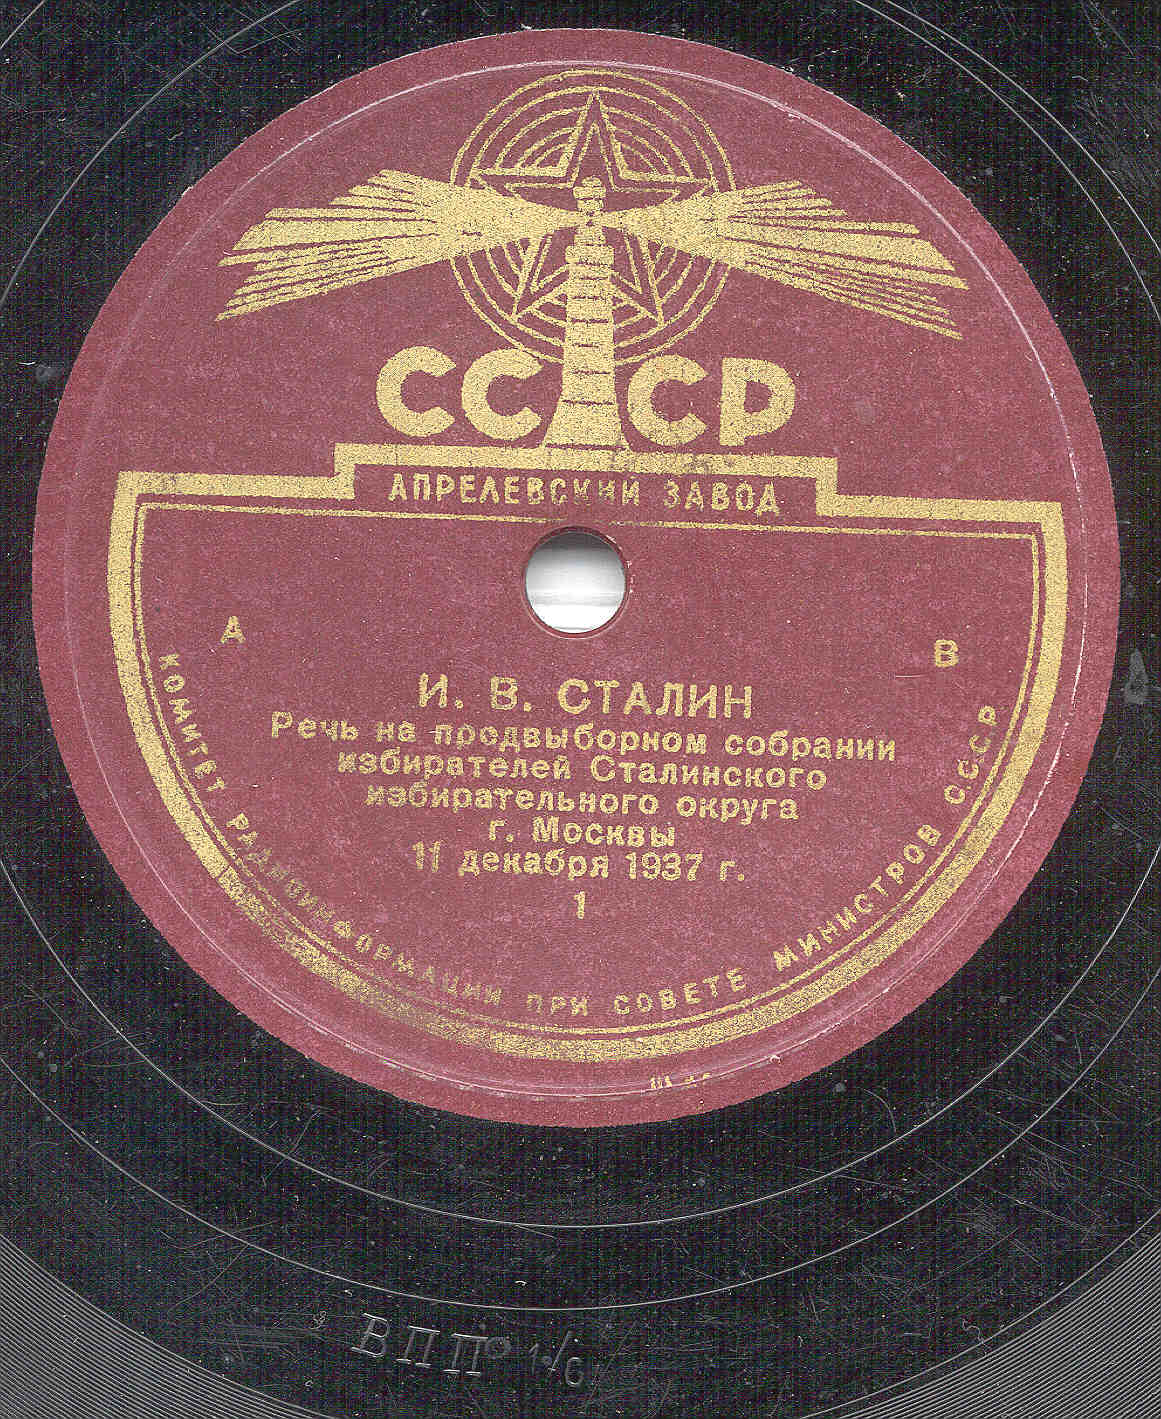 СССР
АПРЕЛЕВСКИЙ ЗАВОД
А
В
И. В. СТАЛИН
Речь на предвыборном собрании
избирателей Сталинского
избирательного округа
г. Москвы
11 декабря 1937 г.
1
КОМИТЕТ РАДИОИНФОРМАЦИИ ПРИ СОВЕТЕ МИНИСТРОВ С.С.С.Р
ВПП 1/6